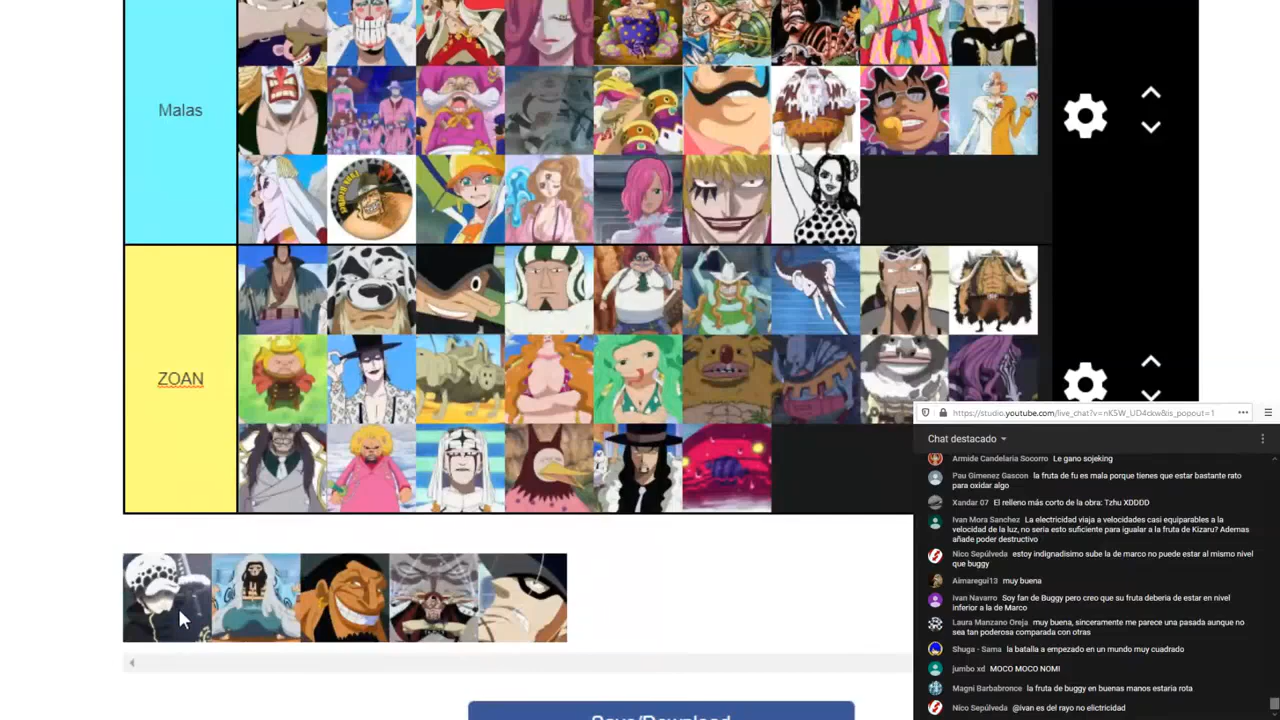 Malas
ZOAN
https://studio.youtube.com/live_chat?v=nKSW_UD4ckw&is_popout=1
Chat destacado
Armide Candelaria Socorro Le gano sojeking
Pau Gimenez Gascon la fruta de fu es mala porque tienes que estar bastante rato
para oxidar algo
Xandar 07 El relleno más corto de la obra: Tzhu XDDDD
Ivan Mora Sanchez La electricidad viaja a velocidades casi equiparables a la
velocidad de la luz, no seria esto suficiente para igualar a la fruta de Kizaru? Ademas
añade poder destructivo
Nico Sepúlveda estoy indignadisimo sube la de marco no puede estar al mismo nivel
que buggy
Aimaregui13 muy buena
Ivan Navarro Soy fan de Buggy pero creo que su fruta deberia de estar en nivel
inferior a la de Marco
Laura Manzano Oreja muy buena, sinceramente me parece una pasada aunque no
sea tan poderosa comparada con otras
Shuga - Sama la batalla a empezado en un mundo muy cuadrado
jumbo xd MOCO MOCO NOMI
Magni Barbabronce la fruta de buggy en buenas manos estaria rota
Nico Sepúlveda @ivan es del rayo no elictricidad
Save/Download